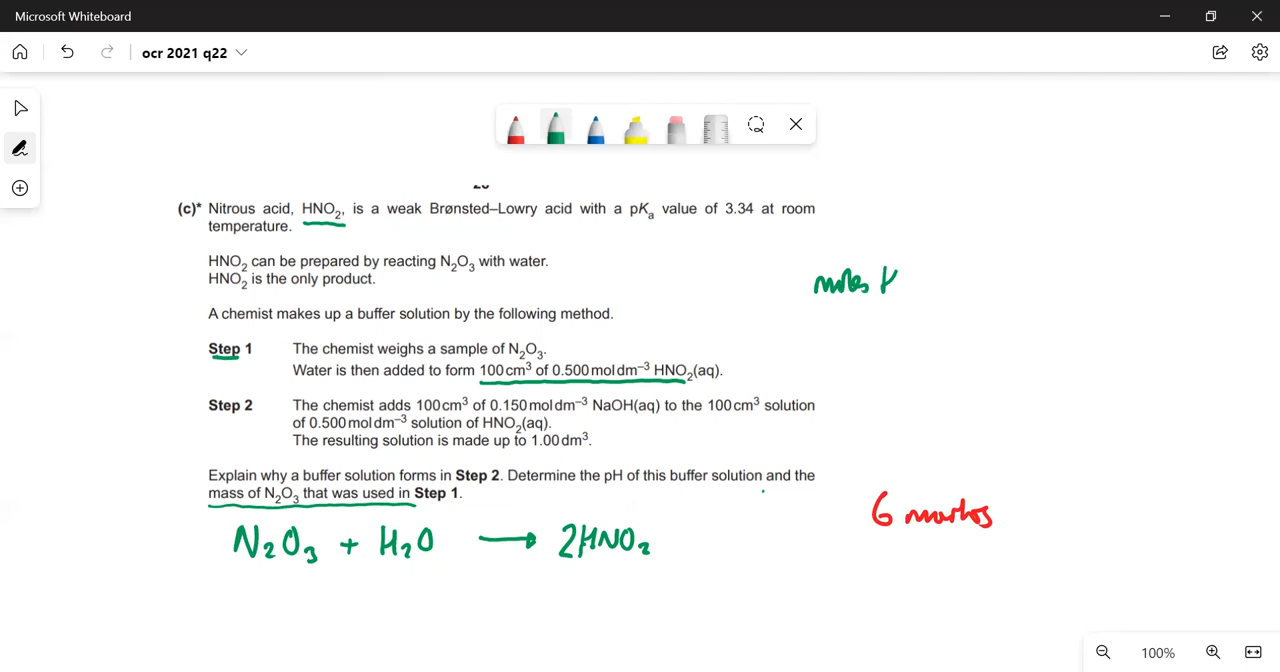 Microsoft Whiteboard
ocr 2021 q22
(c)* Nitrous acid, HNO₂, is a weak Brønsted–Lowry acid with a pKₐ value of 3.34 at room
temperature.
HNO₂ can be prepared by reacting N₂O₃ with water.
HNO₂ is the only product.
moles
A chemist makes up a buffer solution by the following method.
Step 1 The chemist weighs a sample of N₂O₃.
Water is then added to form 100 cm³ of 0.500 mol dm⁻³ HNO₂(aq).
Step 2 The chemist adds 100 cm³ of 0.150 mol dm⁻³ NaOH(aq) to the 100 cm³ solution
of 0.500 mol dm⁻³ solution of HNO₂(aq).
The resulting solution is made up to 1.00 dm³.
Explain why a buffer solution forms in Step 2. Determine the pH of this buffer solution and the
mass of N₂O₃ that was used in Step 1.
6 marks
N₂O₃ + H₂O → 2HNO₂
100%